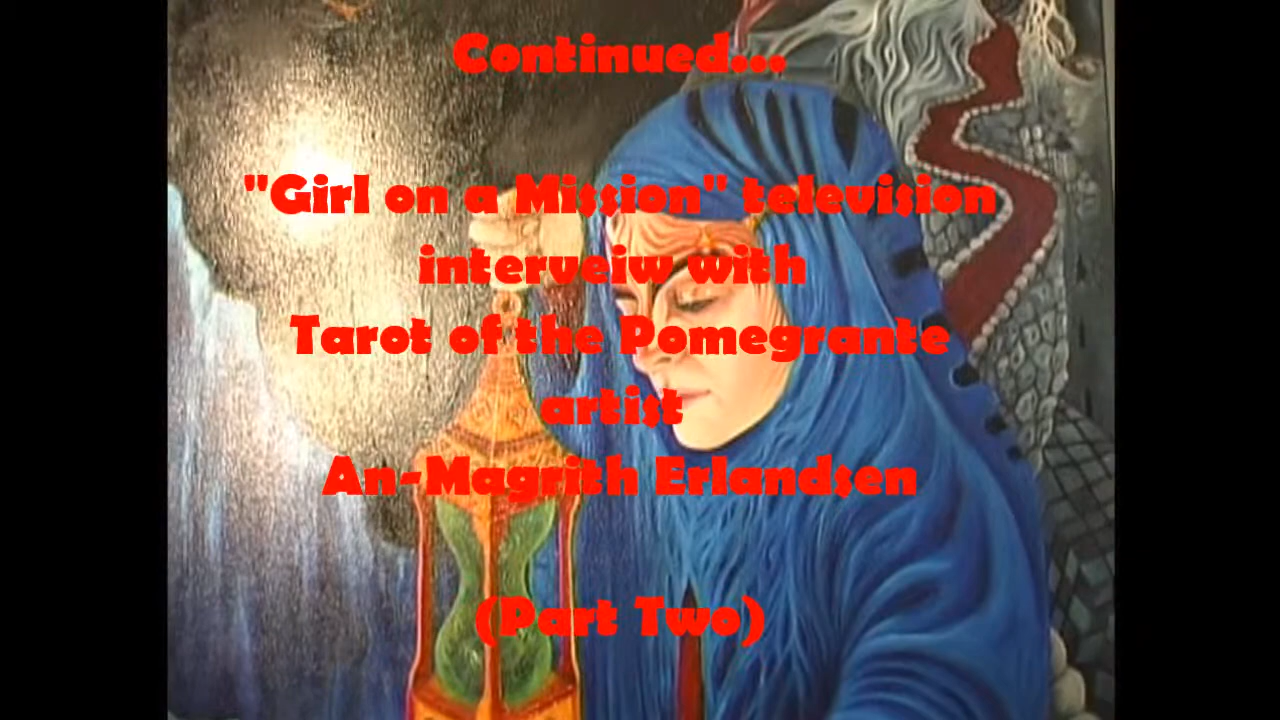 Continued...
"Girl on a Mission" television
interveiw with
Tarot of the Pomegrante
artist
An-Magrith Erlandsen
(Part Two)